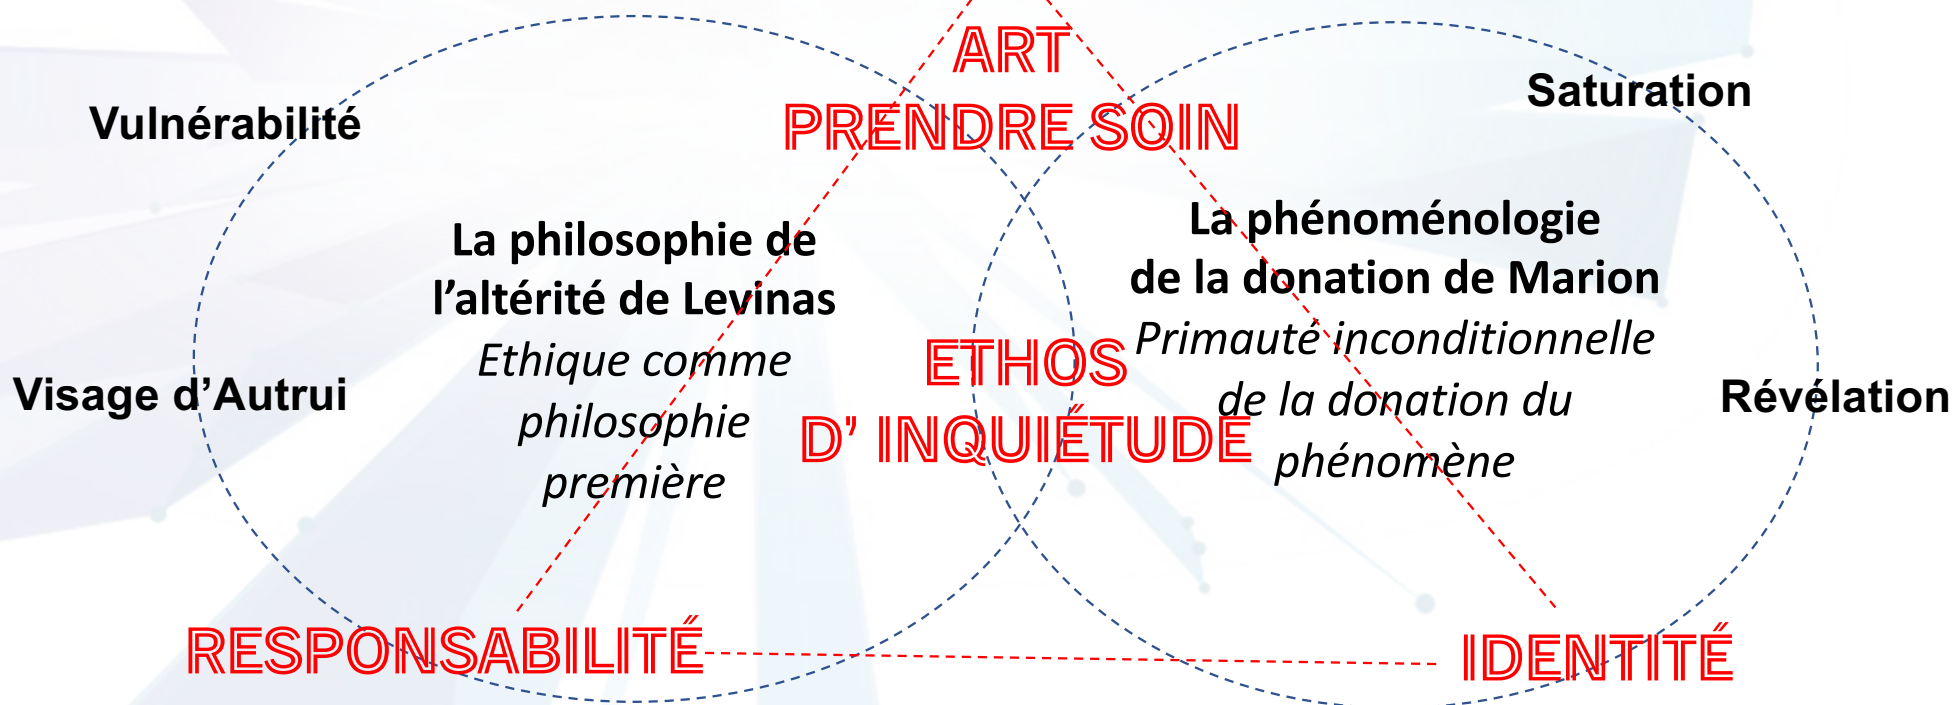 ART
PRENDRE SOIN
Vulnérabilité
Saturation
La philosophie de
l’altérité de Levinas
Ethique comme
philosophie
première
La phénoménologie
de la donation de Marion
Primauté inconditionnelle
de la donation du
phénomène
ETHOS
D’ INQUIÉTUDE
Visage d’Autrui
Révélation
RESPONSABILITÉ
IDENTITÉ